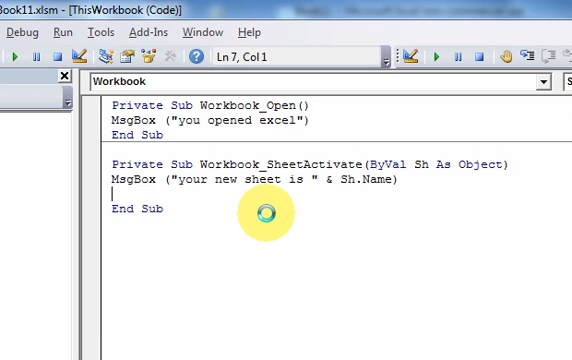 Book11.xlsm - [ThisWorkbook (Code)]
Debug Run Tools Add-Ins Window Help
Ln 7, Col 1
Workbook
Private Sub Workbook_Open()
MsgBox ("you opened excel")
End Sub
Private Sub Workbook_SheetActivate(ByVal Sh As Object)
MsgBox ("your new sheet is " & Sh.Name)
End Sub